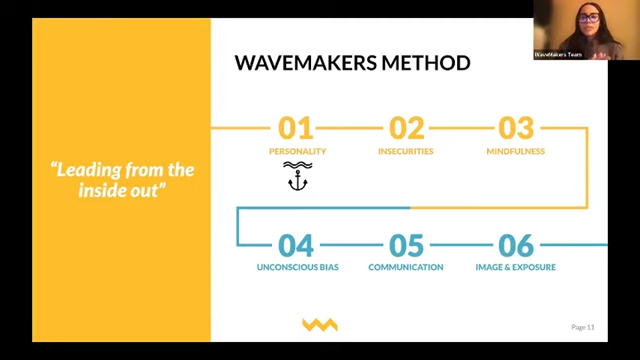 WAVEMAKERS METHOD
WaveMakers Team
01
02
03
PERSONALITY
INSECURITIES
MINDFULNESS
“Leading from the
inside out”
04
05
06
UNCONSCIOUS BIAS
COMMUNICATION
IMAGE & EXPOSURE
Page 11